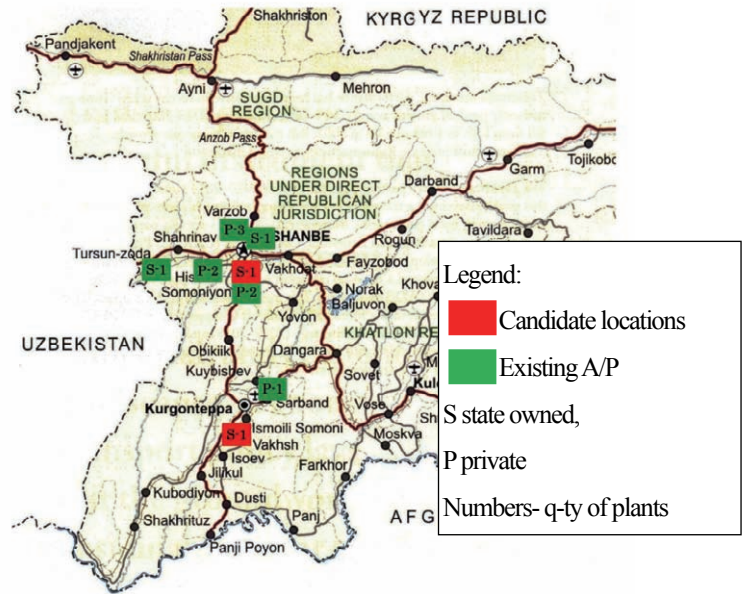 Shakhriston
KYRGYZ REPUBLIC
Pandjakent
Shakhristan Pass
Ayni
Mehron
SUGD
REGION
Anzob Pass
REGIONS
UNDER DIRECT
REPUBLICAN
JURISDICTION
Garm
Tojikobo
Darband
Varzob
P-3
S-1
SHANBE
Rogun
Tavildara
Shahrinav
Tursun-zoda
Vakhdat
Fayzobod
S-1
His
P-2
S-1
Somoniyon
P-2
Norak
Baljuvon
Khova
Yovon
KHATLON RE
UZBEKISTAN
Obikiik
Dangara
Sovet
Kuybishev
P-1
Sarband
Kul
Kurgonteppa
Vose
Sh
S-1
Ismoili Somoni
Vakhsh
Moskva
Isoev
Jilikul
Farkhor
Kubodiyon
Dusti
Shakhrituz
Panj
AFG
Panji Poyon
Legend:
Candidate locations
Existing A/P
S state owned,
P private
Numbers- q-ty of plants